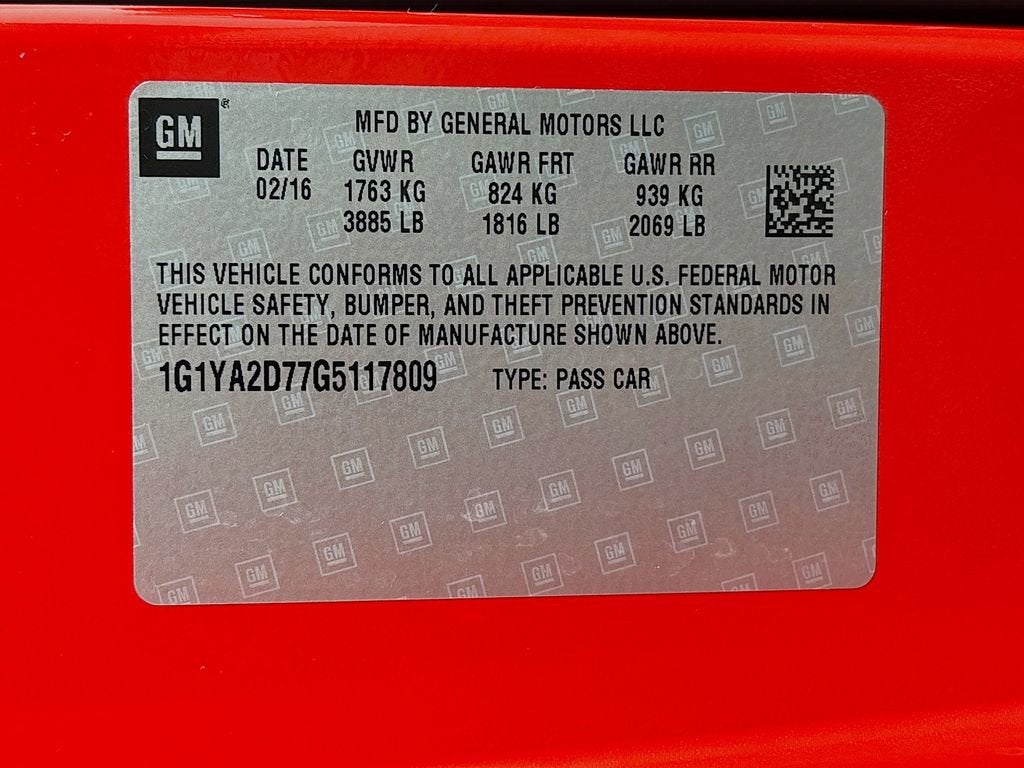 GM ®
MFD BY GENERAL MOTORS LLC
DATE GVWR GAWR FRT GAWR RR
02/16 1763 KG 824 KG 939 KG
3885 LB 1816 LB 2069 LB
THIS VEHICLE CONFORMS TO ALL APPLICABLE U.S. FEDERAL MOTOR
VEHICLE SAFETY, BUMPER, AND THEFT PREVENTION STANDARDS IN
EFFECT ON THE DATE OF MANUFACTURE SHOWN ABOVE.
1G1YA2D77G5117809 TYPE: PASS CAR